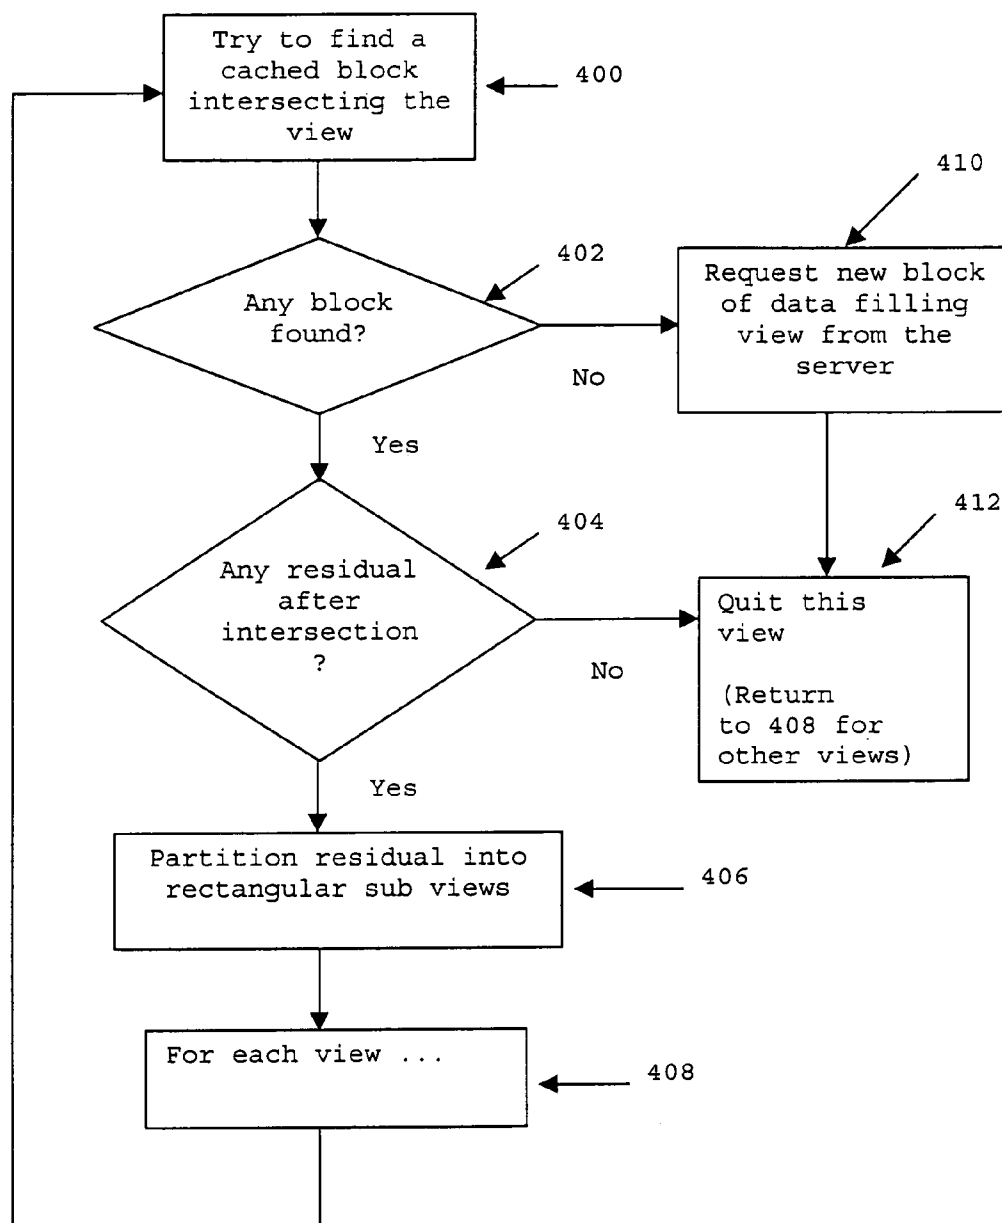 Try to find a
cached block
intersecting the
view
400
410
402
Any block
found?
Request new block
of data filling
view from the
server
No
Yes
412
404
Any residual
after
intersection
?
Quit this
view
(Return
to 408 for
other views)
No
Yes
Partition residual into
rectangular sub views
406
For each view ...
408